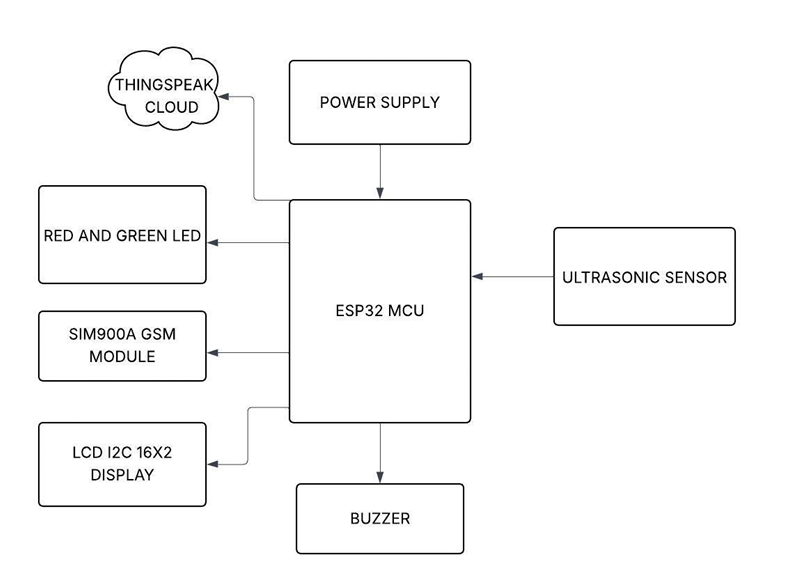 THINGSPEAK
CLOUD
POWER SUPPLY
RED AND GREEN LED
ULTRASONIC SENSOR
ESP32 MCU
SIM900A GSM
MODULE
LCD I2C 16X2
DISPLAY
BUZZER